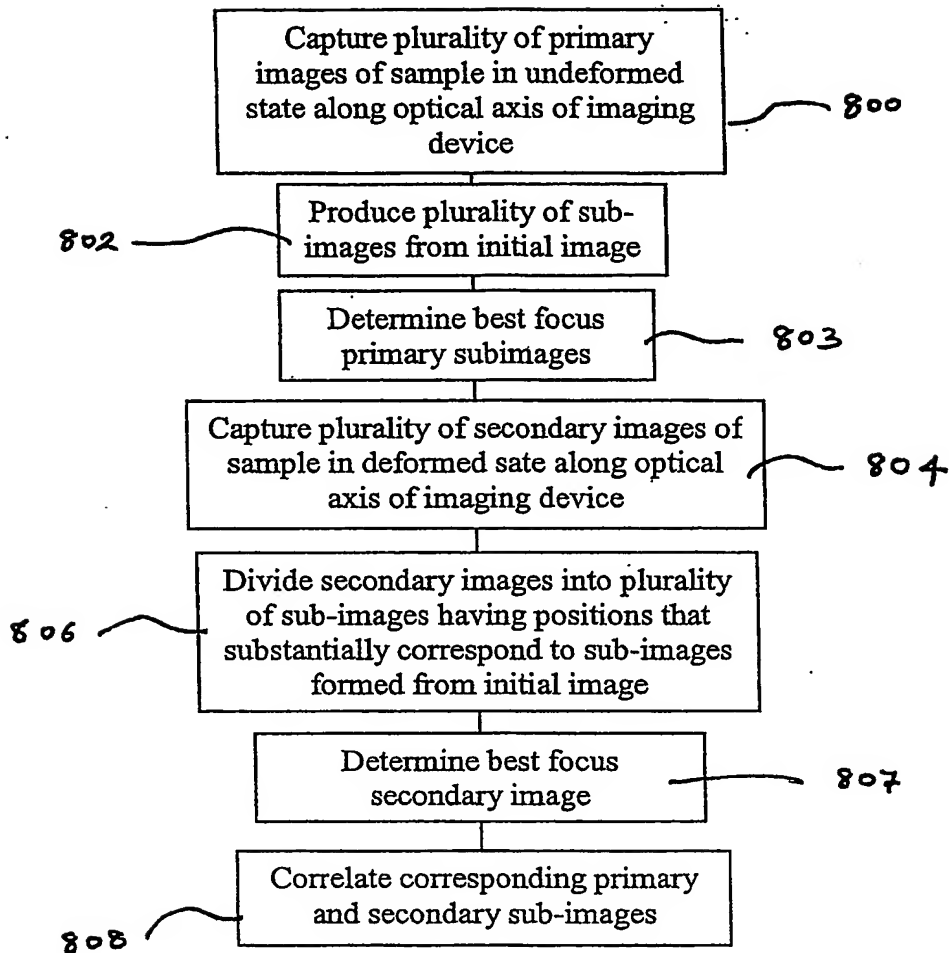 Capture plurality of primary
images of sample in undeformed
state along optical axis of imaging
device
800
Produce plurality of sub-
images from initial image
802
Determine best focus
primary subimages
803
Capture plurality of secondary images of
sample in deformed sate along optical
axis of imaging device
804
Divide secondary images into plurality
of sub-images having positions that
substantially correspond to sub-images
formed from initial image
806
Determine best focus
secondary image
807
Correlate corresponding primary
and secondary sub-images
808